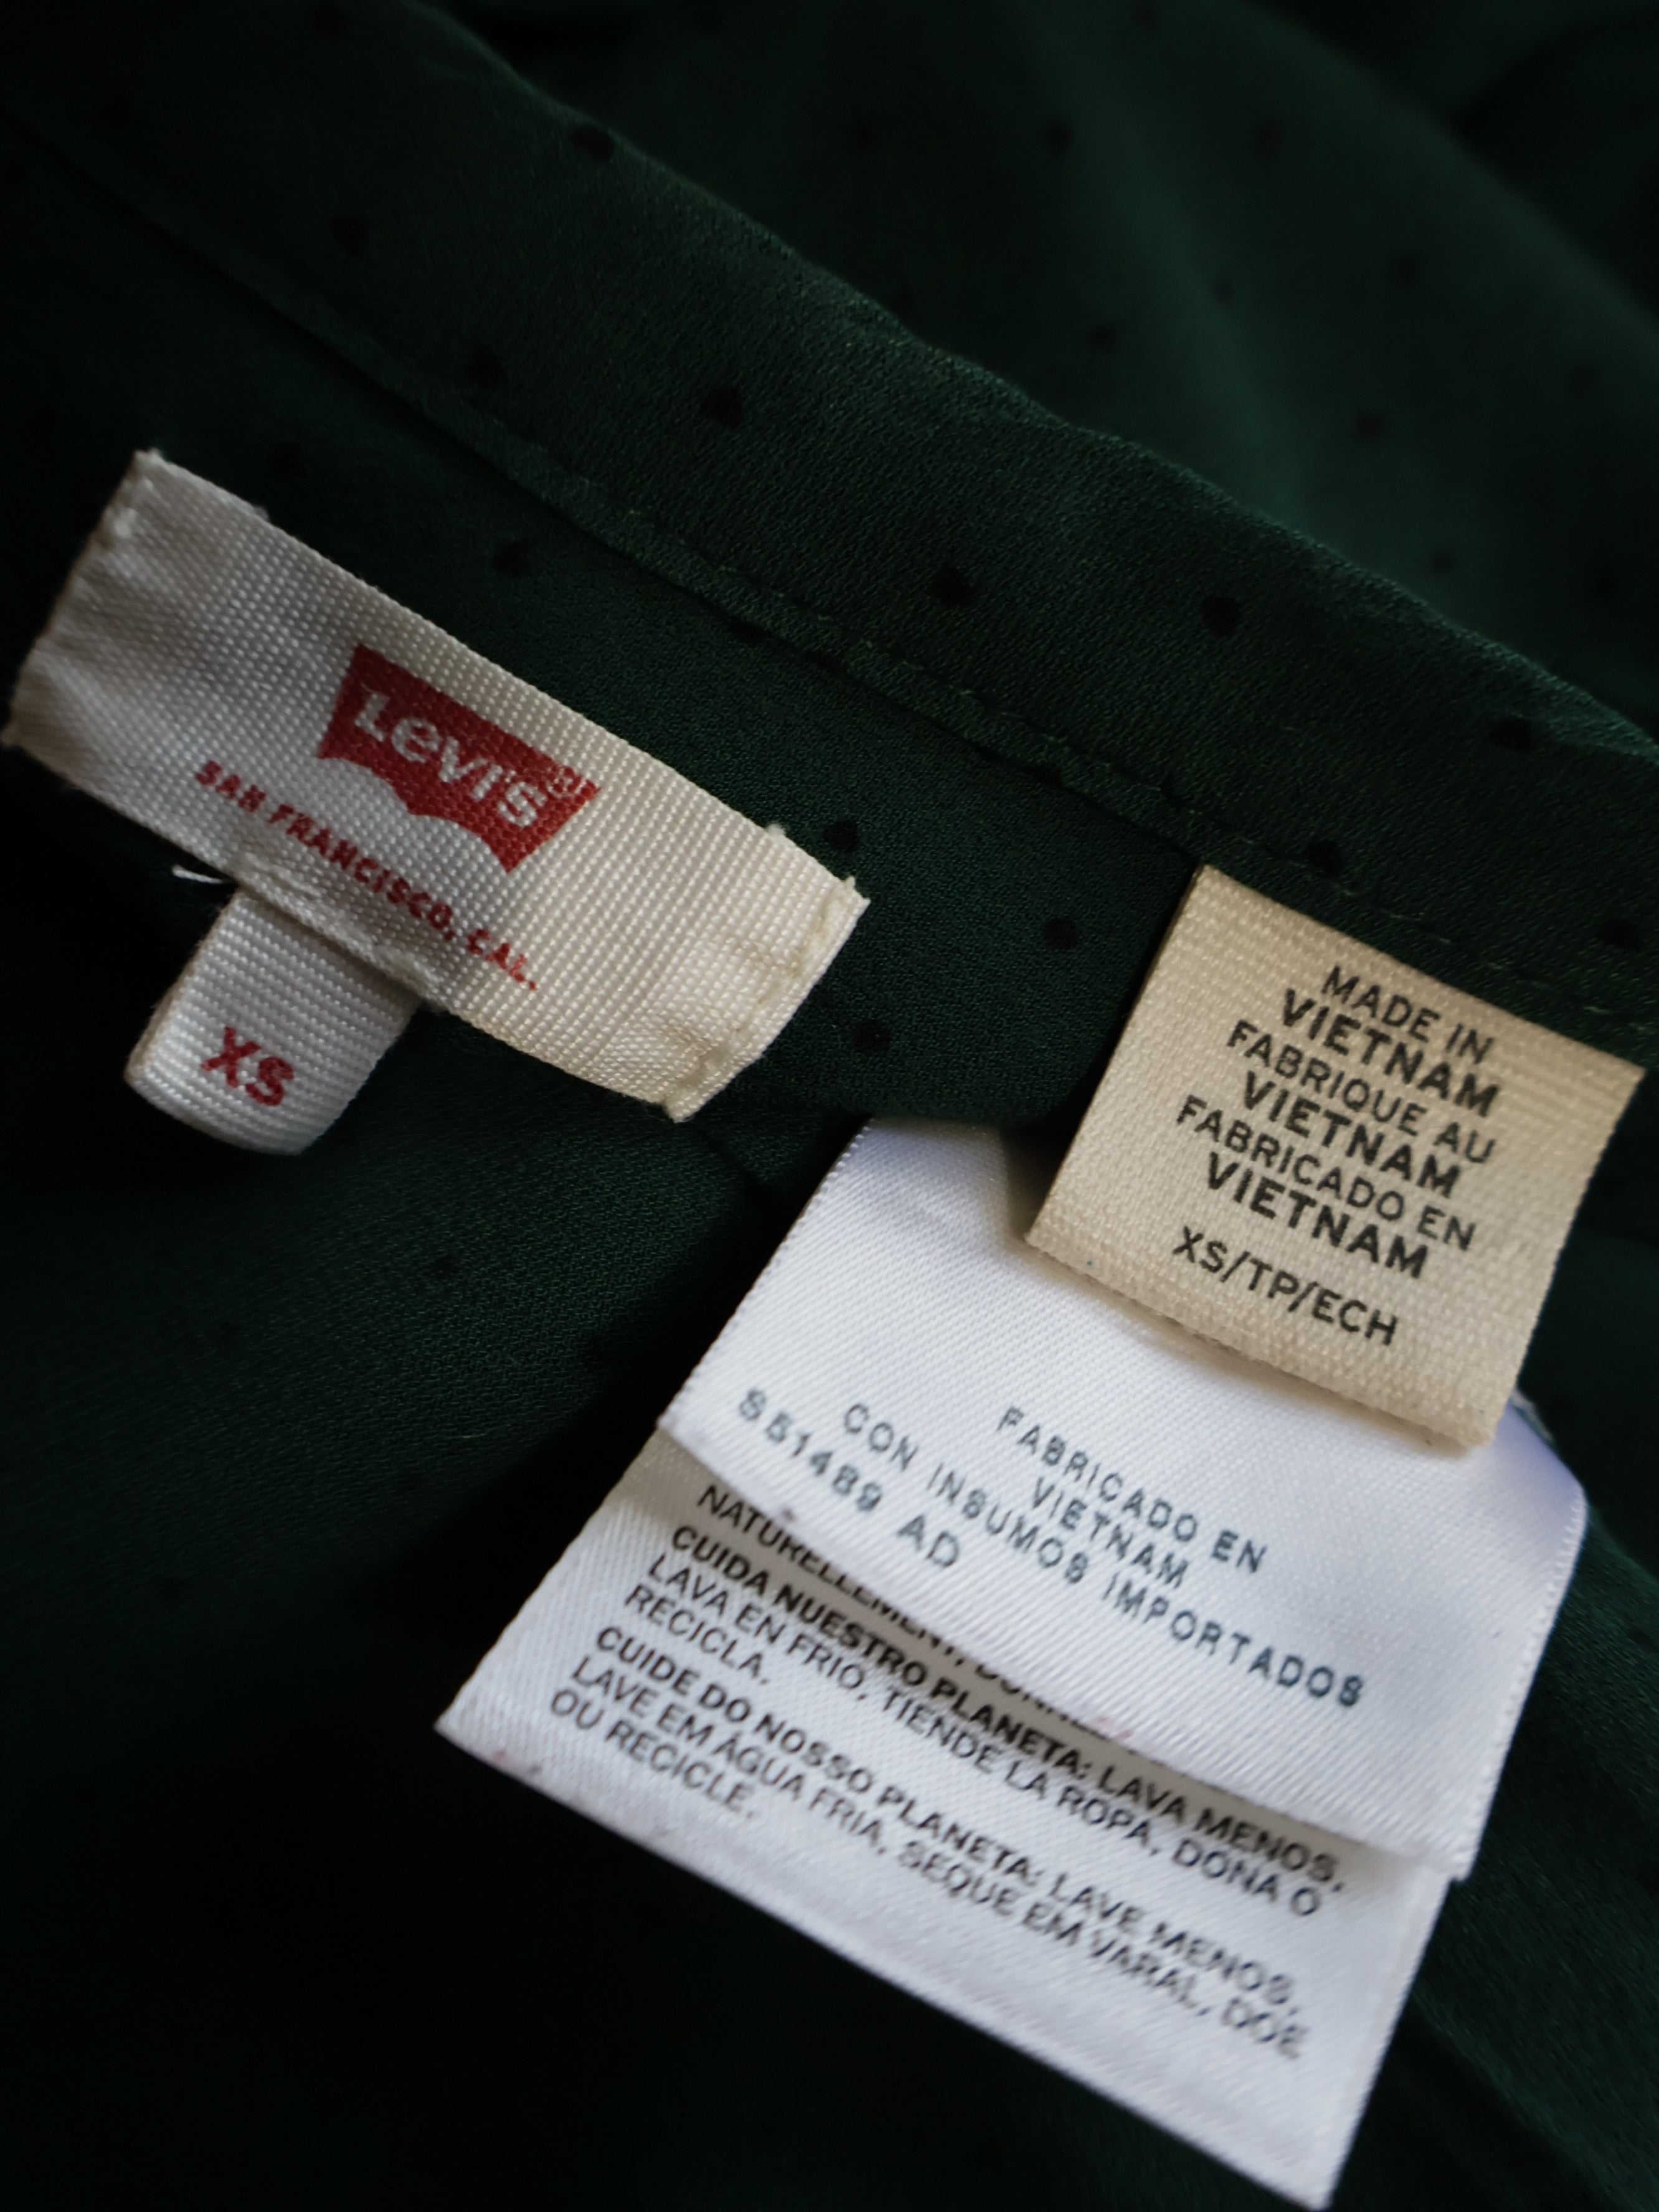 Levi's®
SAN FRANCISCO, CAL.
XS
MADE IN
VIETNAM
FABRIQUE AU
VIETNAM
FABRICADO EN
VIETNAM
XS/TP/ECH
FABRICADO EN
VIETNAM
CON INSUMOS IMPORTADOS
S51489 AD
NATURELLEMENT,
CUIDA NUESTRO PLANETA: LAVA MENOS,
LAVA EN FRIO, TIENDE LA ROPA, DONA O
RECICLA.
CUIDE DO NOSSO PLANETA: LAVE MENOS,
LAVE EM ÁGUA FRIA, SEQUE EM VARAL, DOE
OU RECICLE.